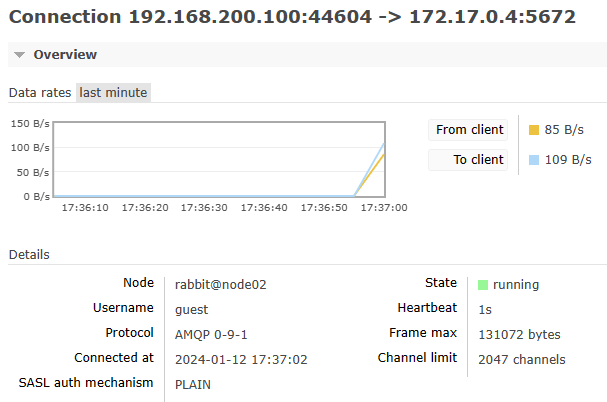 Connection 192.168.200.100:44604 -> 172.17.0.4:5672
Overview
Data rates last minute
150 B/s
100 B/s
50 B/s
0 B/s
17:36:10 17:36:20 17:36:30 17:36:40 17:36:50 17:37:00
From client 85 B/s
To client 109 B/s
Details
Node rabbit@node02
Username guest
Protocol AMQP 0-9-1
Connected at 2024-01-12 17:37:02
SASL auth mechanism PLAIN
State running
Heartbeat 1s
Frame max 131072 bytes
Channel limit 2047 channels